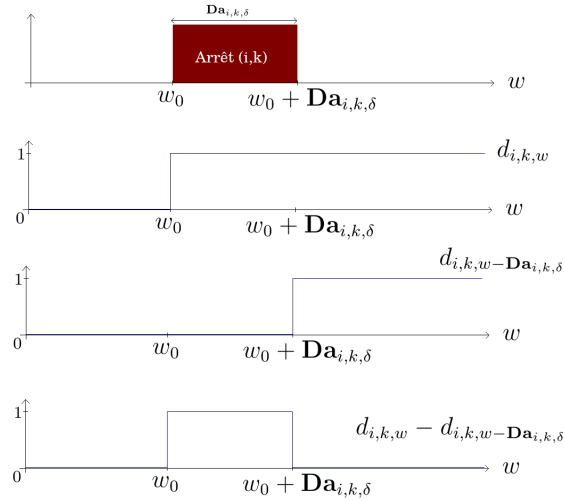 Da_{i,k,δ}
Arrêt (i,k)
w_0 w_0 + Da_{i,k,δ} w
1 d_{i,k,w}
0 w_0 w_0 + Da_{i,k,δ} w
1 d_{i,k,w−Da_{i,k,δ}}
0 w_0 w_0 + Da_{i,k,δ} w
1 d_{i,k,w} − d_{i,k,w−Da_{i,k,δ}}
0 w_0 w_0 + Da_{i,k,δ} w